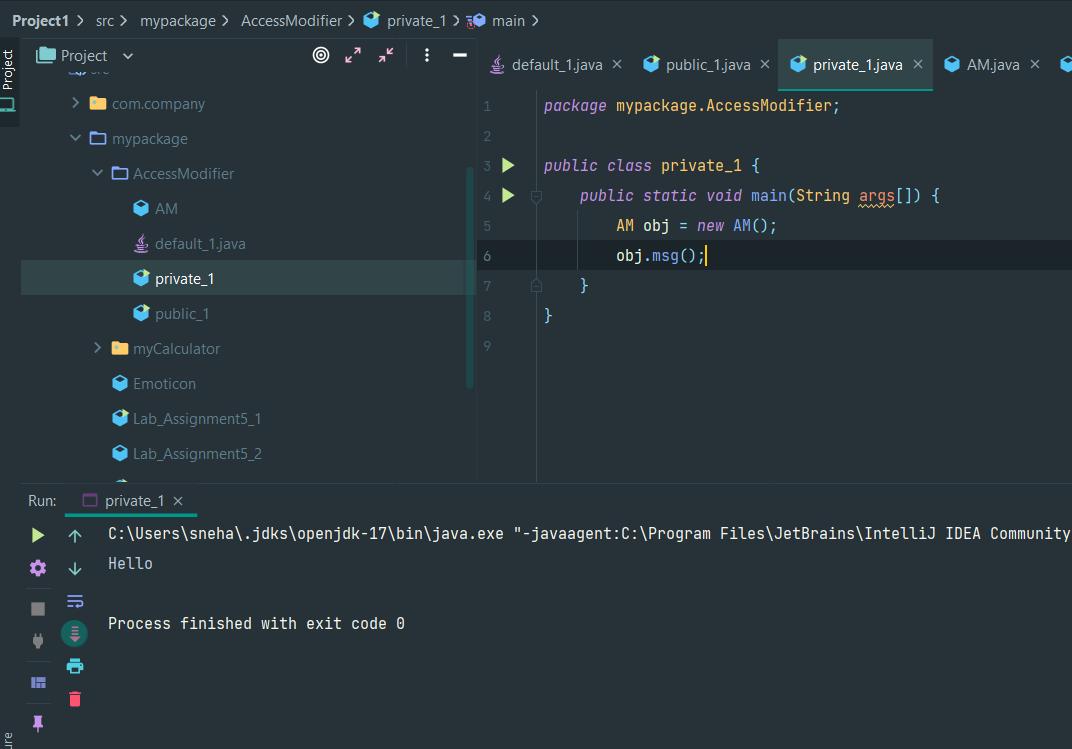 Project1 > src > mypackage > AccessModifier > private_1 > main >
Project
Project
src
com.company
mypackage
AccessModifier
AM
default_1.java
private_1
public_1
myCalculator
Emoticon
Lab_Assignment5_1
Lab_Assignment5_2
default_1.java × public_1.java × private_1.java × AM.java ×
1 package mypackage.AccessModifier;
2
3 public class private_1 {
4 public static void main(String args[]) {
5 AM obj = new AM();
6 obj.msg();
7 }
8 }
9
Run: private_1 ×
C:\Users\sneha\.jdks\openjdk-17\bin\java.exe "-javaagent:C:\Program Files\JetBrains\IntelliJ IDEA Community
Hello
Process finished with exit code 0